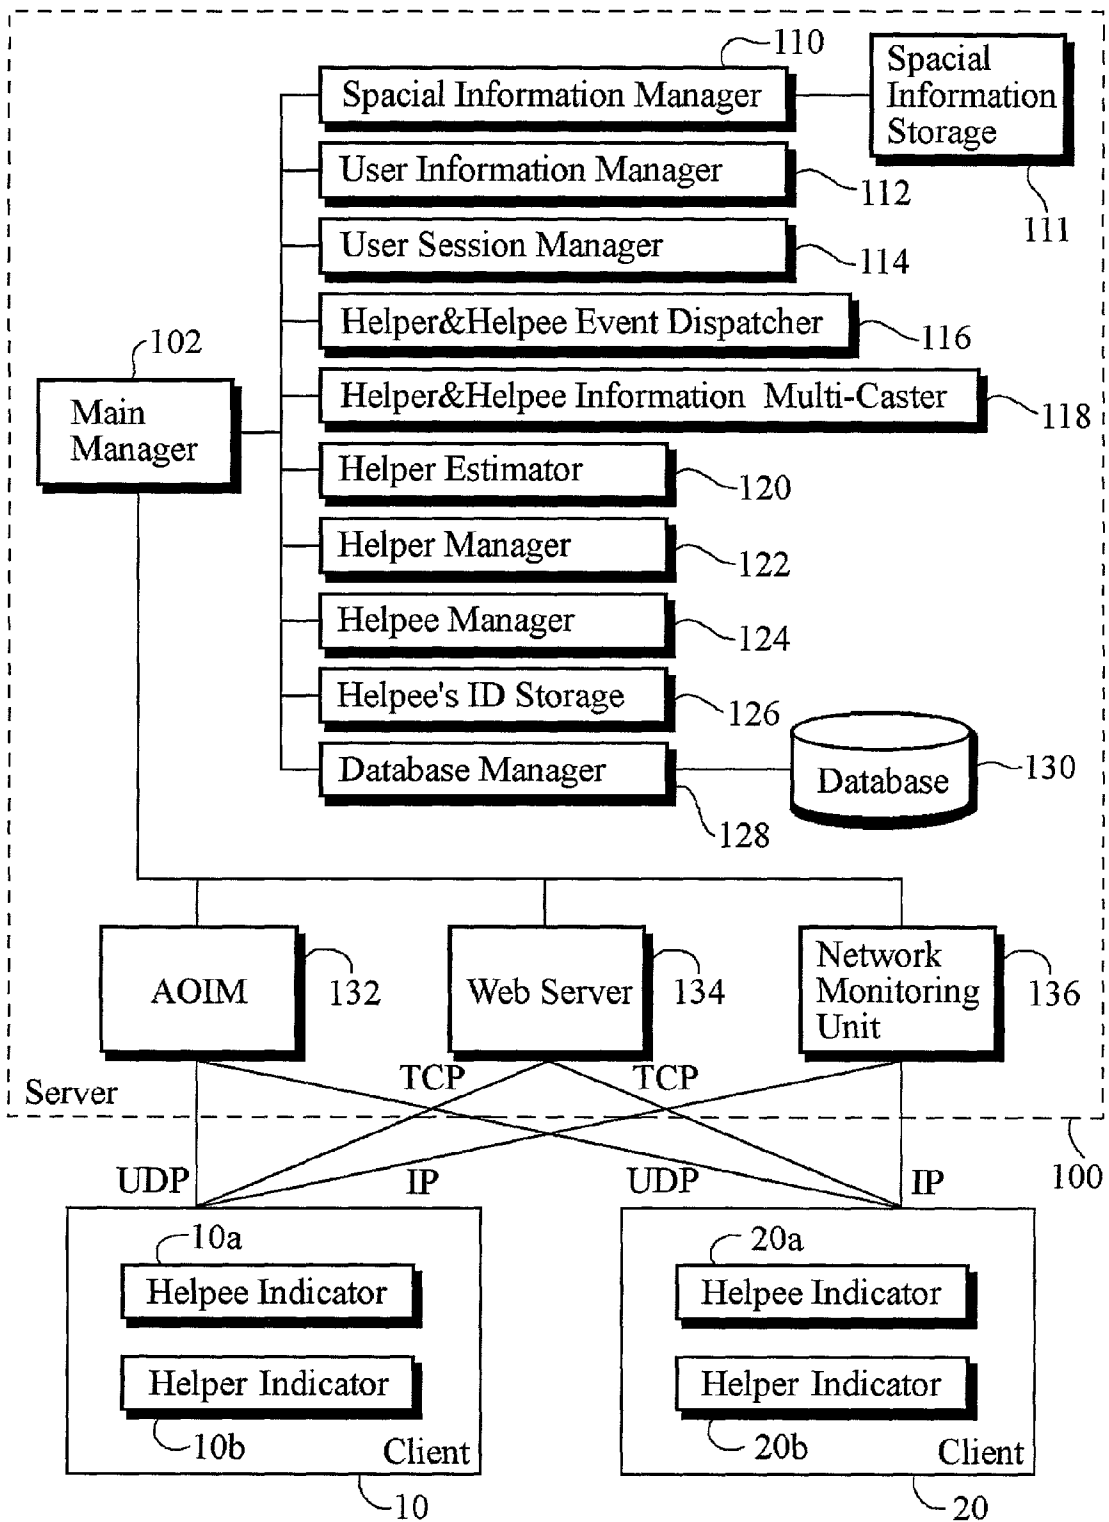 110
Spacial Information Manager
Spacial
Information
Storage
111
User Information Manager
112
User Session Manager
114
Helper&Helpee Event Dispatcher
116
102
Main
Manager
Helper&Helpee Information Multi-Caster
118
Helper Estimator
120
Helper Manager
122
Helpee Manager
124
Helpee's ID Storage
126
Database Manager
128
Database
130
AOIM
132
Web Server
134
Network
Monitoring
Unit
136
Server
TCP
TCP
100
UDP
IP
UDP
IP
10a
Helpee Indicator
Helper Indicator
10b
Client
10
20a
Helpee Indicator
Helper Indicator
20b
Client
20